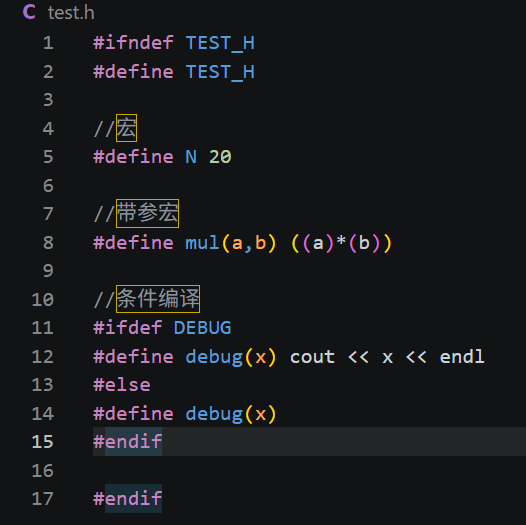 C test.h
1 #ifndef TEST_H
2 #define TEST_H
3
4 //宏
5 #define N 20
6
7 //带参宏
8 #define mul(a,b) ((a)*(b))
9
10 //条件编译
11 #ifdef DEBUG
12 #define debug(x) cout << x << endl
13 #else
14 #define debug(x)
15 #endif
16
17 #endif